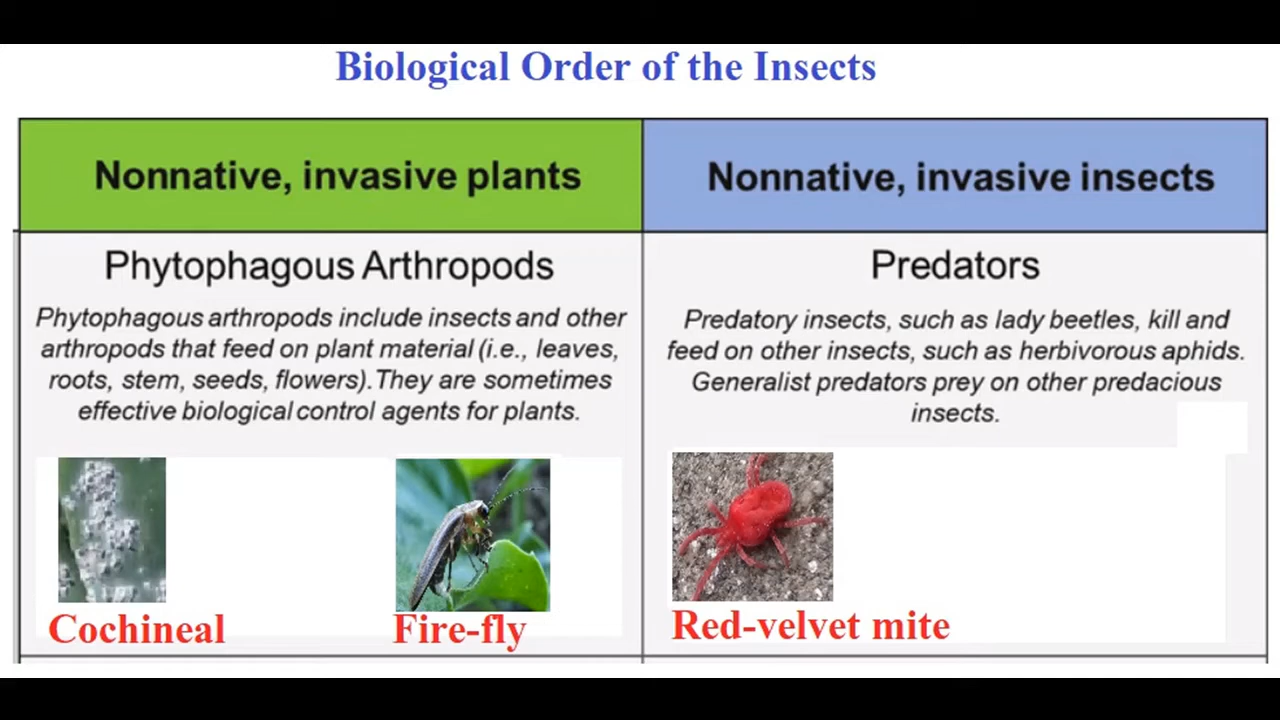 Biological Order of the Insects
Nonnative, invasive plants
Nonnative, invasive insects
Phytophagous Arthropods
Phytophagous arthropods include insects and other
arthropods that feed on plant material (i.e., leaves,
roots, stem, seeds, flowers). They are sometimes
effective biological control agents for plants.
Cochineal
Fire-fly
Predators
Predatory insects, such as lady beetles, kill and
feed on other insects, such as herbivorous aphids.
Generalist predators prey on other predacious
insects.
Red-velvet mite